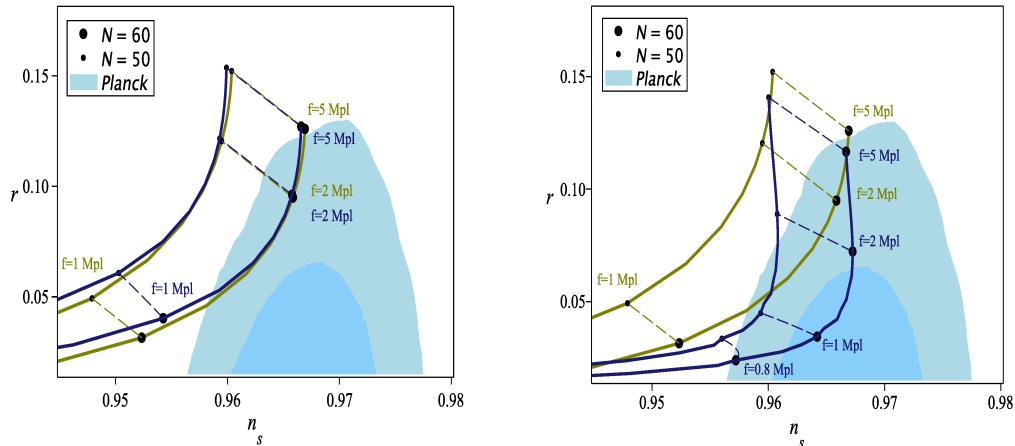 N = 60
N = 50
Planck
0.15
0.10
0.05
r
f=5 Mpl
f=5 Mpl
f=2 Mpl
f=2 Mpl
f=1 Mpl
f=1 Mpl
0.95
0.96
0.97
0.98
n_s
N = 60
N = 50
Planck
0.15
0.10
0.05
r
f=5 Mpl
f=5 Mpl
f=2 Mpl
f=2 Mpl
f=1 Mpl
f=1 Mpl
f=0.8 Mpl
0.95
0.96
0.97
0.98
n_s